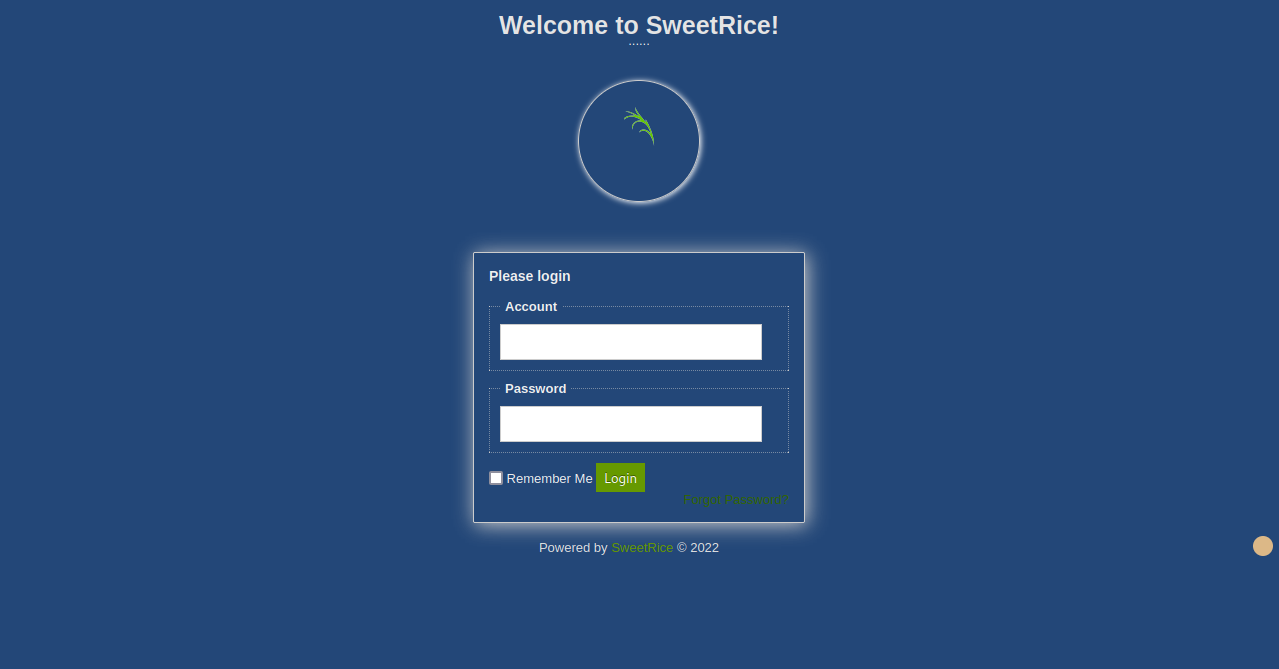 Welcome to SweetRice!
......
Please login
Account
Password
Remember Me Login
Forgot Password?
Powered by SweetRice © 2022